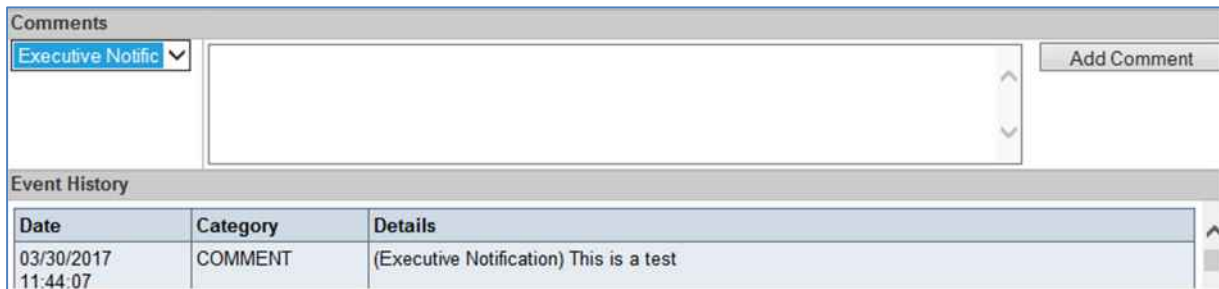 Comments
Executive Notific
Add Comment
Event History
Date Category Details
03/30/2017 COMMENT (Executive Notification) This is a test
11:44:07